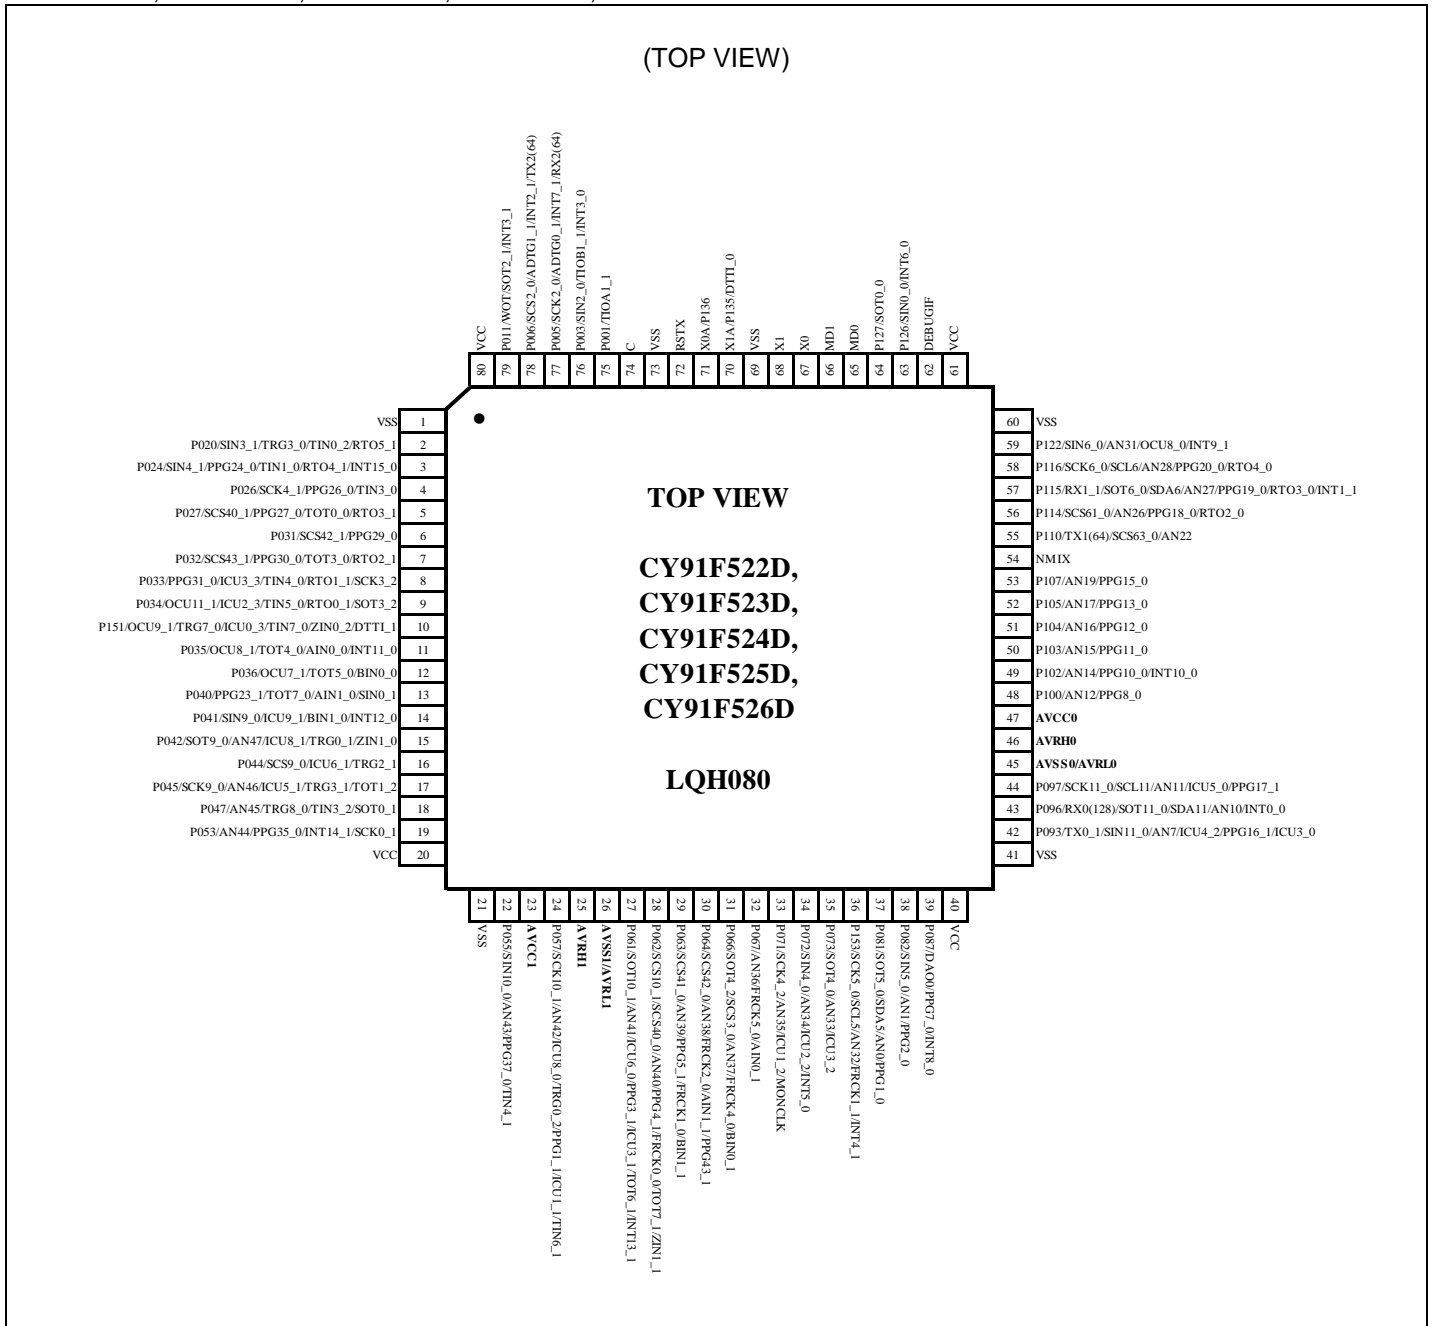 (TOP VIEW)
VCC
P011/WOT/SOT2_1/INT3_1
P006/SCS2_0/ADTG1_1/INT2_1/TX2(64)
P005/SCK2_0/ADTG0_1/INT7_1/RX2(64)
P003/SIN2_0/TIOB1_1/INT3_0
P001/TIOA1_1
C
VSS
RSTX
X0A/P136
X1A/P135/DTTI_0
VSS
X1
X0
MD1
MD0
P127/SOT0_0
P126/SIN0_0/INT6_0
DEBUGIF
VCC
80 79 78 77 76 75 74 73 72 71 70 69 68 67 66 65 64 63 62 61
VSS 1
P020/SIN3_1/TRG3_0/TIN0_2/RTO5_1 2
P024/SIN4_1/PPG24_0/TIN1_0/RTO4_1/INT15_0 3
P026/SCK4_1/PPG26_0/TIN3_0 4
P027/SCS40_1/PPG27_0/TOT0_0/RTO3_1 5
P031/SCS42_1/PPG29_0 6
P032/SCS43_1/PPG30_0/TOT3_0/RTO2_1 7
P033/PPG31_0/ICU3_3/TIN4_0/RTO1_1/SCK3_2 8
P034/OCU11_1/ICU2_3/TIN5_0/RTO0_1/SOT3_2 9
P151/OCU9_1/TRG7_0/ICU0_3/TIN7_0/ZIN0_2/DTTI_1 10
P035/OCU8_1/TOT4_0/AIN0_0/INT11_0 11
P036/OCU7_1/TOT5_0/BIN0_0 12
P040/PPG23_1/TOT7_0/AIN1_0/SIN0_1 13
P041/SIN9_0/ICU9_1/BIN1_0/INT12_0 14
P042/SOT9_0/AN47/ICU8_1/TRG0_1/ZIN1_0 15
P044/SCS9_0/ICU6_1/TRG2_1 16
P045/SCK9_0/AN46/ICU5_1/TRG3_1/TOT1_2 17
P047/AN45/TRG8_0/TIN3_2/SOT0_1 18
P053/AN44/PPG35_0/INT14_1/SCK0_1 19
VCC 20
TOP VIEW
CY91F522D,
CY91F523D,
CY91F524D,
CY91F525D,
CY91F526D
LQH080
60 VSS
59 P122/SIN6_0/AN31/OCU8_0/INT9_1
58 P116/SCK6_0/SCL6/AN28/PPG20_0/RTO4_0
57 P115/RX1_1/SOT6_0/SDA6/AN27/PPG19_0/RTO3_0/INT1_1
56 P114/SCS61_0/AN26/PPG18_0/RTO2_0
55 P110/TX1(64)/SCS63_0/AN22
54 NMIX
53 P107/AN19/PPG15_0
52 P105/AN17/PPG13_0
51 P104/AN16/PPG12_0
50 P103/AN15/PPG11_0
49 P102/AN14/PPG10_0/INT10_0
48 P100/AN12/PPG8_0
47 AVCC0
46 AVRH0
45 AVSS0/AVRL0
44 P097/SCK11_0/SCL11/AN11/ICU5_0/PPG17_1
43 P096/RX0(128)/SOT11_0/SDA11/AN10/INT0_0
42 P093/TX0_1/SIN11_0/AN7/ICU4_2/PPG16_1/ICU3_0
41 VSS
21 22 23 24 25 26 27 28 29 30 31 32 33 34 35 36 37 38 39 40
VSS
P055/SIN10_0/AN43/PPG37_0/TIN4_1
AVCC1
P057/SCK10_1/AN42/ICU8_0/TRG0_2/PPG1_1/ICU1_1/TIN6_1
AVRH1
AVSS1/AVRL1
P061/SOT10_1/AN41/ICU6_0/PPG3_1/ICU3_1/TOT6_1/INT13_1
P062/SCS10_1/SCS40_0/AN40/PPG4_1/FRCK0_0/TOT7_1/ZIN1_1
P063/SCS41_0/AN39/PPG5_1/FRCK1_0/BIN1_1
P064/SCS42_0/AN38/FRCK2_0/AIN1_1/PPG43_1
P066/SOT4_2/SCS3_0/AN37/FRCK4_0/BIN0_1
P067/AN36/FRCK5_0/AIN0_1
P071/SCK4_2/AN35/ICU1_2/MONCLK
P072/SIN4_0/AN34/ICU2_2/INT5_0
P073/SOT4_0/AN33/ICU3_2
P153/SCK5_0/SCL5/AN32/FRCK1_1/INT4_1
P081/SOT5_0/SDA5/AN0/PPG1_0
P082/SIN5_0/AN1/PPG2_0
P087/DAO0/PPG7_0/INT8_0
VCC